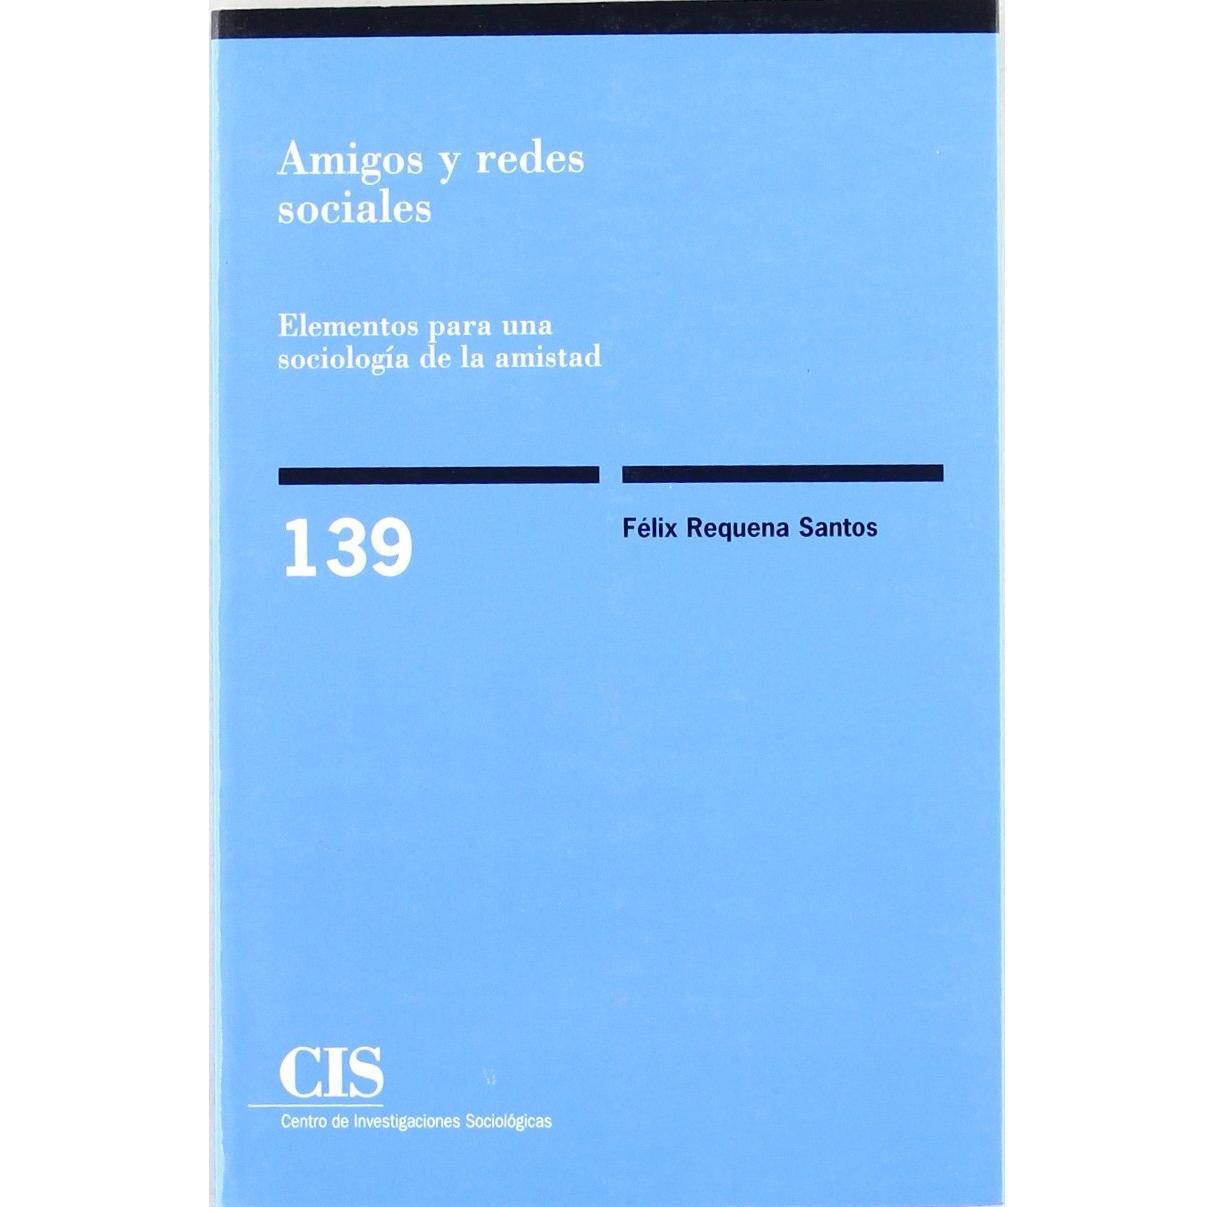 Amigos y redes
sociales
Elementos para una
sociología de la amistad
139
Félix Requena Santos
CIS
Centro de Investigaciones Sociológicas